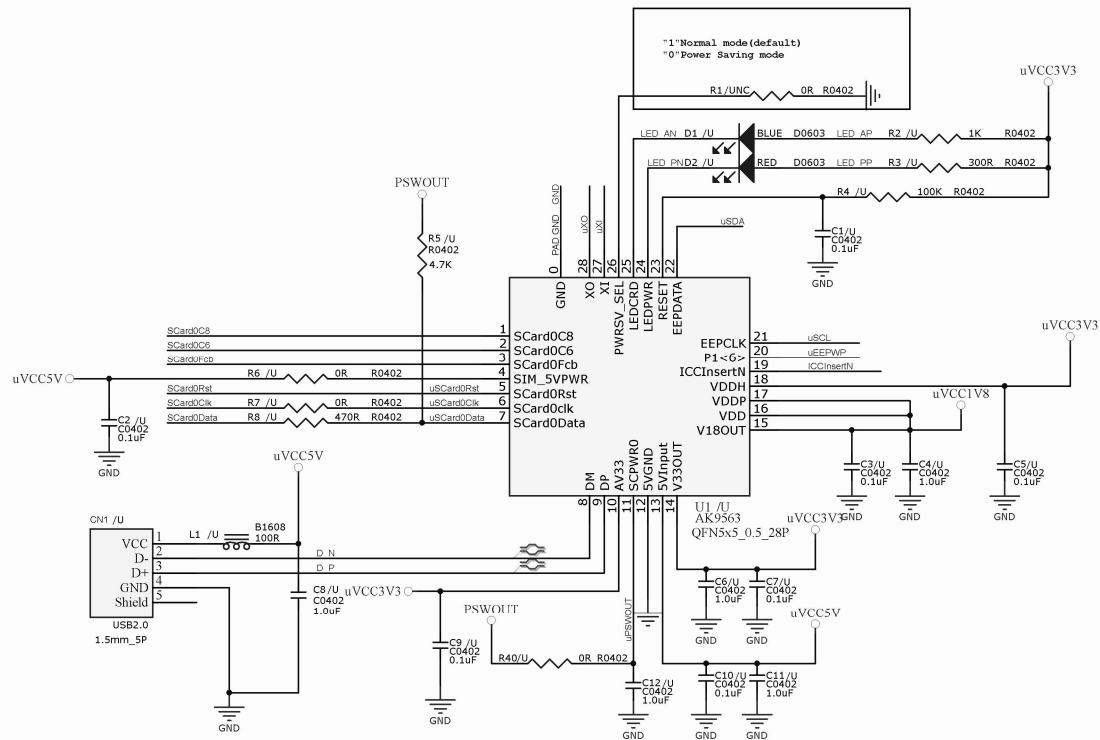 "1"Normal mode(default)
"0"Power Saving mode
R1/UNC 0R R0402
uVCC3V3
LED_AN D1 /U BLUE D0603 LED_AP R2 /U 1K R0402
LED_PN D2 /U RED D0603 LED_PP R3 /U 300R R0402
R4 /U 100K R0402
PSWOUT
R5 /U
R0402
4.7K
PAD GND GND
uXO
uXI
uSDA
C1/U
C0402
0.1uF
GND
0 28 27 26 25 24 23 22
GND XO XI PWRSV_SEL LEDCRD LEDPWR RESET EEPDATA
SCard0C8 1 SCard0C8
SCard0C6 2 SCard0C6
SCard0Fcb 3 SCard0Fcb
uVCC5V R6 /U 0R R0402 4 SIM_5VPWR
SCard0Rst uSCard0Rst 5 SCard0Rst
SCard0Clk R7 /U 0R R0402 uSCard0Clk 6 SCard0clk
SCard0Data R8 /U 470R R0402 uSCard0Data 7 SCard0Data
EEPCLK 21 uSCL
P1<6> 20 uEEPWP
ICCInsertN 19 ICCInsertN
VDDH 18
VDDP 17
VDD 16
V18OUT 15
uVCC3V3
uVCC1V8
C2 /U
C0402
0.1uF
GND
C3/U
C0402
0.1uF
GND
C4/U
C0402
1.0uF
GND
C5/U
C0402
0.1uF
GND
DM DP AV33 SCPWR0 5VGND 5VInput V33OUT
8 9 10 11 12 13 14
U1 /U
AK9563
QFN5x5_0.5_28P
uVCC5V
CN1 /U
VCC 1
D- 2
D+ 3
GND 4
Shield 5
USB2.0
1.5mm_5P
L1 /U B1608
100R
D_N
D_P
C8/U
C0402
1.0uF
GND
uVCC3V3
C9 /U
C0402
0.1uF
GND
PSWOUT
R40/U 0R R0402
uPSWOUT
C12/U
C0402
1.0uF
GND
uVCC3V3
C6/U
C0402
1.0uF
GND
C7/U
C0402
0.1uF
GND
uVCC5V
C10/U
C0402
0.1uF
GND
C11/U
C0402
1.0uF
GND